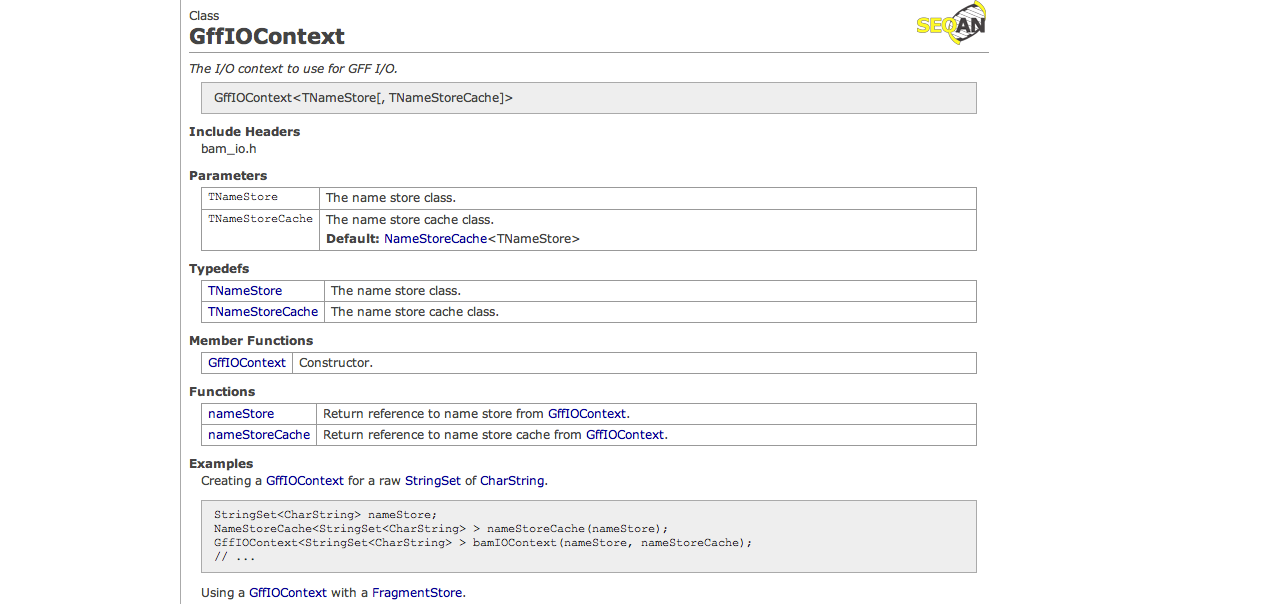 Class
GffIOContext
SEQAN
The I/O context to use for GFF I/O.
GffIOContext<TNameStore[, TNameStoreCache]>
Include Headers
bam_io.h
Parameters
TNameStore The name store class.
TNameStoreCache The name store cache class.
Default: NameStoreCache<TNameStore>
Typedefs
TNameStore The name store class.
TNameStoreCache The name store cache class.
Member Functions
GffIOContext Constructor.
Functions
nameStore Return reference to name store from GffIOContext.
nameStoreCache Return reference to name store cache from GffIOContext.
Examples
Creating a GffIOContext for a raw StringSet of CharString.
StringSet<CharString> nameStore;
NameStoreCache<StringSet<CharString> > nameStoreCache(nameStore);
GffIOContext<StringSet<CharString> > bamIOContext(nameStore, nameStoreCache);
// ...
Using a GffIOContext with a FragmentStore.